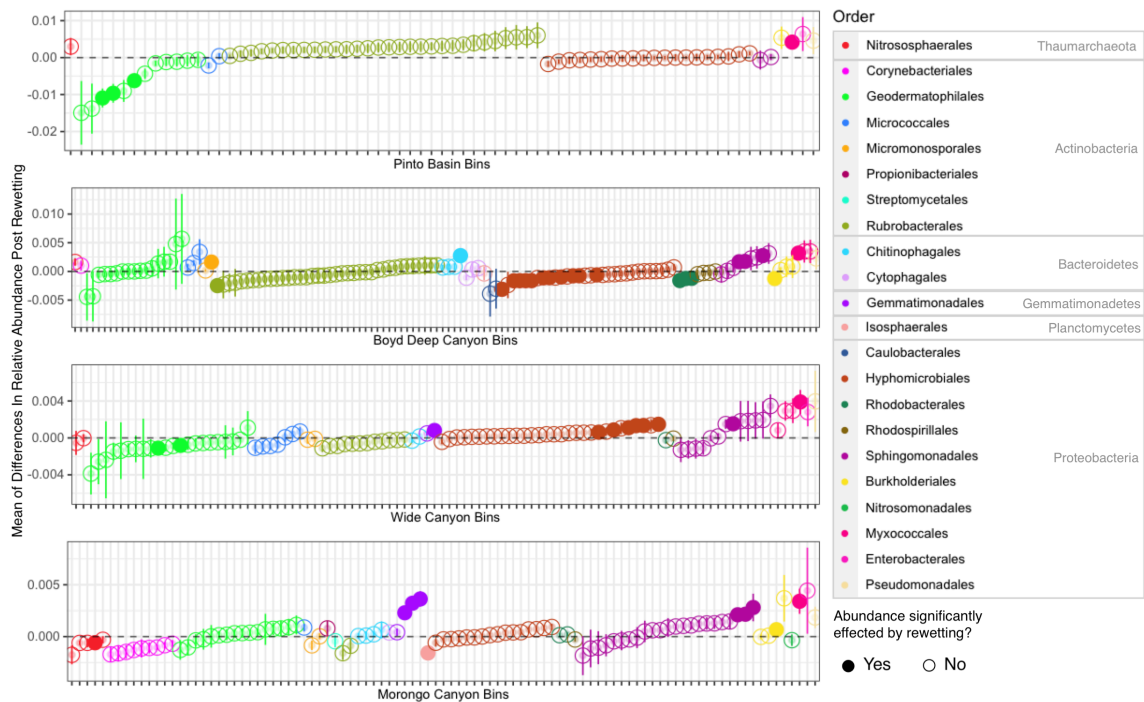 Mean of Differences In Relative Abundance Post Rewetting
0.010
0.00
-0.01
-0.02
Pinto Basin Bins
0.010
0.005
0.000
-0.005
Boyd Deep Canyon Bins
0.004
0.000
-0.004
Wide Canyon Bins
0.005
0.000
Morongo Canyon Bins
Order
Nitrososphaerales Thaumarchaeota
Corynebacteriales
Geodermatophilales
Micrococcales
Micromonosporales Actinobacteria
Propionibacteriales
Streptomycetales
Rubrobacterales
Chitinophagales
Bacteroidetes
Cytophagales
Gemmatimonadales Gemmatimonadetes
Isosphaerales Planctomycetes
Caulobacterales
Hyphomicrobiales
Rhodobacterales
Rhodospirillales
Sphingomonadales Proteobacteria
Burkholderiales
Nitrosomonadales
Myxococcales
Enterobacterales
Pseudomonadales
Abundance significantly
effected by rewetting?
Yes No